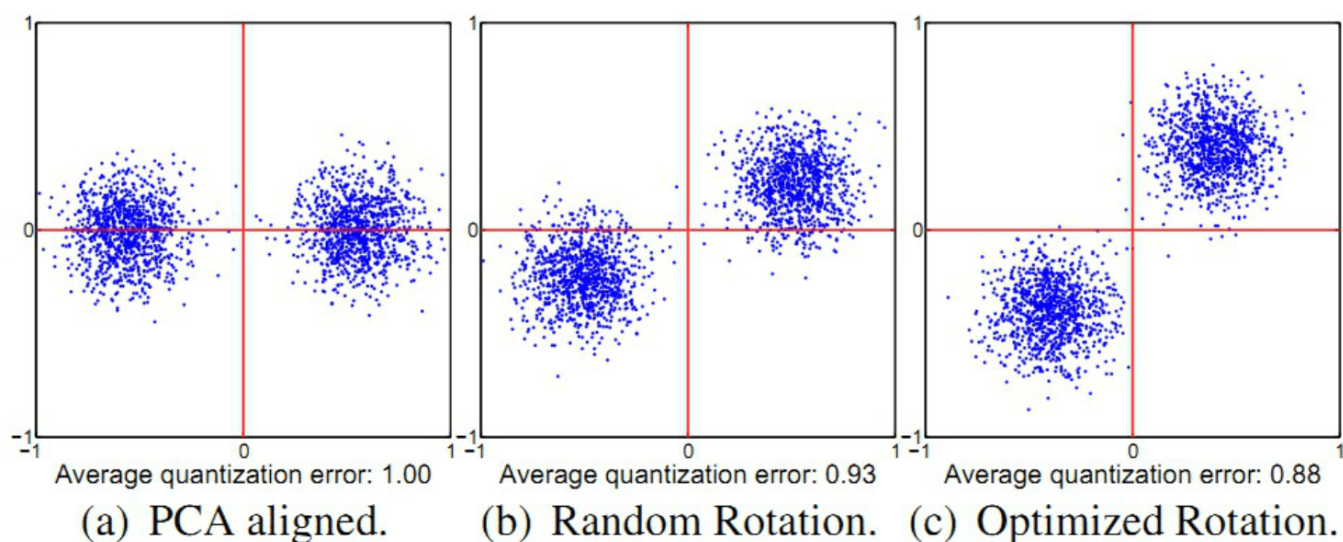 1 1 1
0 0 0
−1 −1 −1
−1 0 1 −1 0 1 −1 0 1
Average quantization error: 1.00 Average quantization error: 0.93 Average quantization error: 0.88
(a) PCA aligned. (b) Random Rotation. (c) Optimized Rotation.